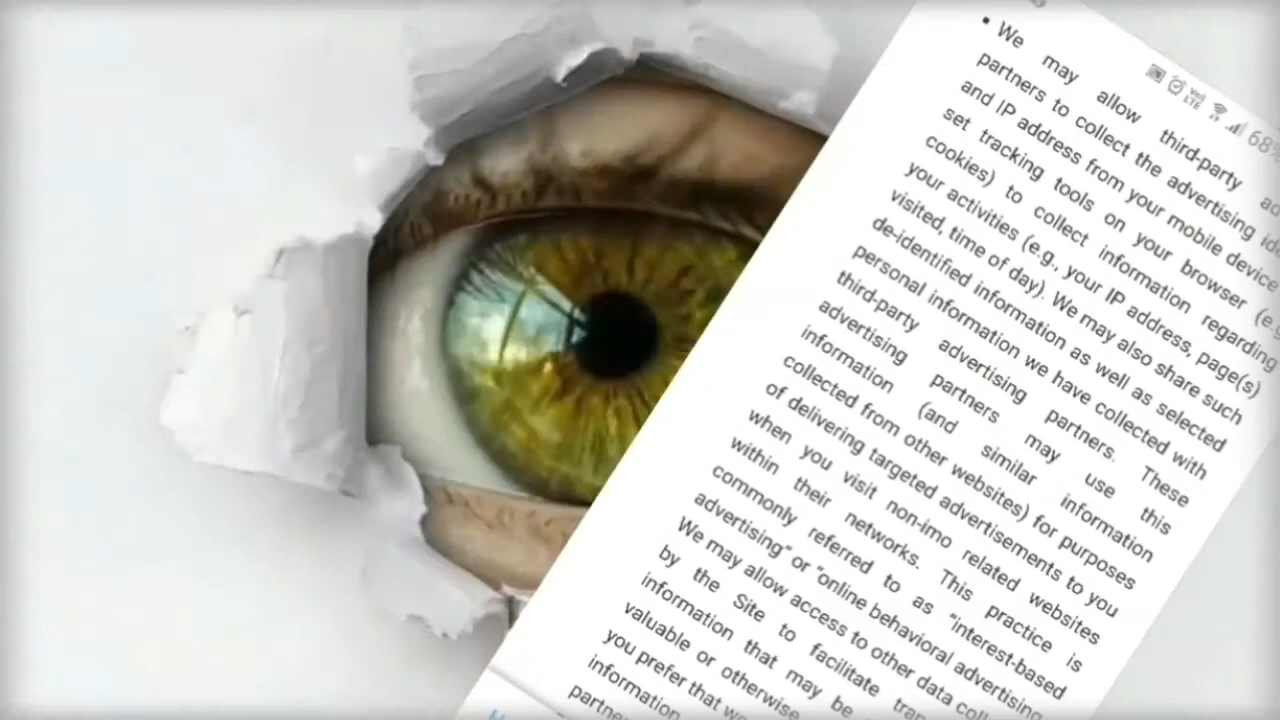 VoI) LTE 68%
• We may allow third-party
partners to collect the advertising
and IP address from your mobile device
set tracking tools on your browser (e.g.
cookies) to collect information regarding
your activities (e.g., your IP address, page(s)
visited, time of day). We may also share such
de-identified information as well as selected
personal information we have collected with
third-party advertising partners. These
advertising partners may use this
information (and similar information
collected from other websites) for purposes
of delivering targeted advertisements to you
when you visit non-imo related websites
within their networks. This practice is
commonly referred to as “interest-based
advertising” or “online behavioral advertising
We may allow access to other data
by the Site to facilitate
information that may be
valuable or otherwise
you prefer that
information